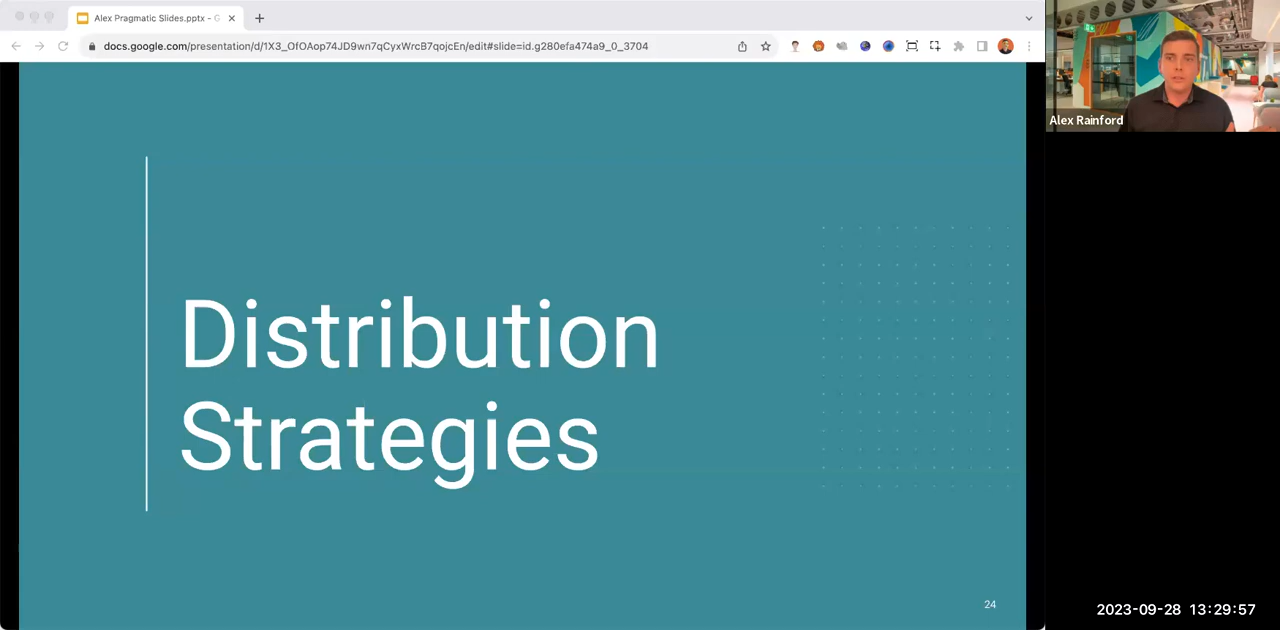 Alex Pragmatic Slides.pptx - G
docs.google.com/presentation/d/1X3_OfOAop74JD9wn7qCyxWrcB7qojcEn/edit#slide=id.g280efa474a9_0_3704
Alex Rainford
Distribution
Strategies
24
2023-09-28 13:29:57